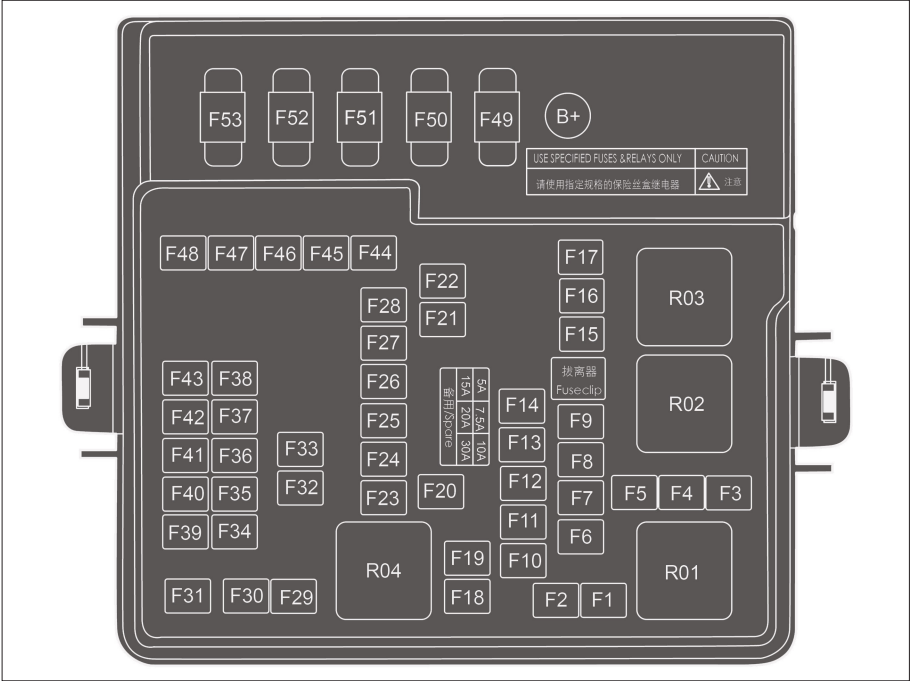 F53 F52 F51 F50 F49 B+
USE SPECIFIED FUSES &RELAYS ONLY CAUTION
请使用指定规格的保险丝盒继电器 注意
F48 F47 F46 F45 F44 F17
F22
F28 F16 R03
F21
F27 F15
F43 F38 F26 拔离器
Fuseclip
5A 7.5A 10A
15A 20A 30A
备用/Spare
F14 R02
F42 F37 F25 F9
F33 F13
F41 F36 F24 F8
F32 F12
F40 F35 F23 F20 F7 F5 F4 F3
F39 F34 F11 F6
R04 F19 F10 R01
F31 F30 F29 F18 F2 F1